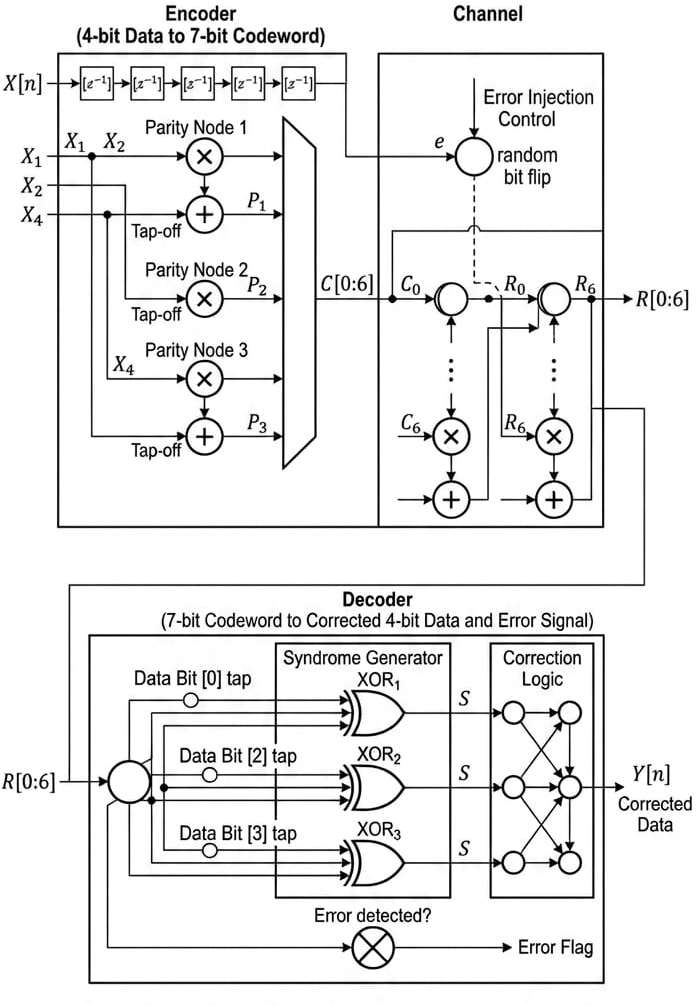 Encoder
(4-bit Data to 7-bit Codeword)
Channel
X[n]
[z⁻¹] [z⁻¹] [z⁻¹] [z⁻¹] [z⁻¹]
Error Injection
Control
e
random
bit flip
Parity Node 1
X₁ X₁ X₂
X₂
X₄
P₁
Tap-off
Parity Node 2
P₂
Tap-off
C[0:6] C₀ R₀ R₆ R[0:6]
Parity Node 3
X₄
C₆ R₆
P₃
Tap-off
Decoder
(7-bit Codeword to Corrected 4-bit Data and Error Signal)
Syndrome Generator
Correction
Logic
Data Bit [0] tap
XOR₁
S
Data Bit [2] tap
XOR₂
S
R[0:6]
Y[n]
Corrected
Data
Data Bit [3] tap
XOR₃
S
Error detected?
Error Flag